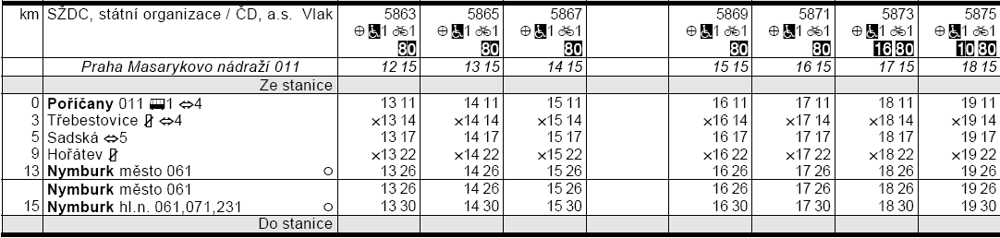 km SŽDC, státní organizace / ČD, a.s. Vlak 5863 5865 5867 5869 5871 5873 5875
⊕ ♿1 🚲1 ⊕ ♿1 🚲1 ⊕ ♿1 🚲1 ⊕ ♿1 🚲1 ⊕ ♿1 🚲1 ⊕ ♿1 🚲1 ⊕ ♿1 🚲1
80 80 80 80 80 16 80 10 80
Praha Masarykovo nádraží 011 12 15 13 15 14 15 15 15 16 15 17 15 18 15
Ze stanice
0 Poříčany 011 🚌1 ⇔4 13 11 14 11 15 11 16 11 17 11 18 11 19 11
3 Třebestovice ⇔4 ×13 14 ×14 14 ×15 14 ×16 14 ×17 14 ×18 14 ×19 14
5 Sadská ⇔5 13 17 14 17 15 17 16 17 17 17 18 17 19 17
9 Hořátev ×13 22 ×14 22 ×15 22 ×16 22 ×17 22 ×18 22 ×19 22
13 Nymburk město 061 ○ 13 26 14 26 15 26 16 26 17 26 18 26 19 26
Nymburk město 061 13 26 14 26 15 26 16 26 17 26 18 26 19 26
15 Nymburk hl.n. 061,071,231 ○ 13 30 14 30 15 30 16 30 17 30 18 30 19 30
Do stanice